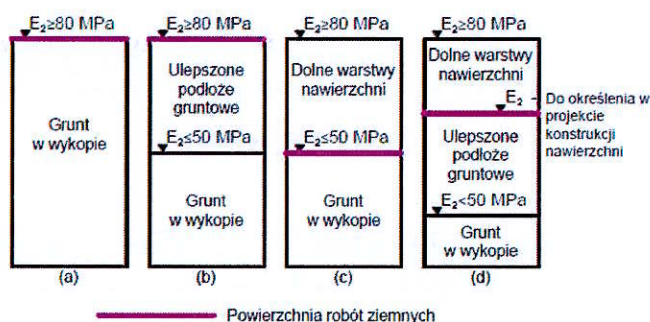 E₂≥80 MPa
Grunt
w wykopie
(a)
E₂≥80 MPa
Ulepszone
podłoże
gruntowe
E₂≤50 MPa
Grunt
w wykopie
(b)
E₂≥80 MPa
Dolne warstwy
nawierzchni
E₂≤50 MPa
Grunt
w wykopie
(c)
E₂≥80 MPa
Dolne warstwy
nawierzchni
E₂ - Do określenia w
projekcie
konstrukcji
nawierzchni
Ulepszone
podłoże
gruntowe
E₂<50 MPa
Grunt
w wykopie
(d)
Powierzchnia robót ziemnych